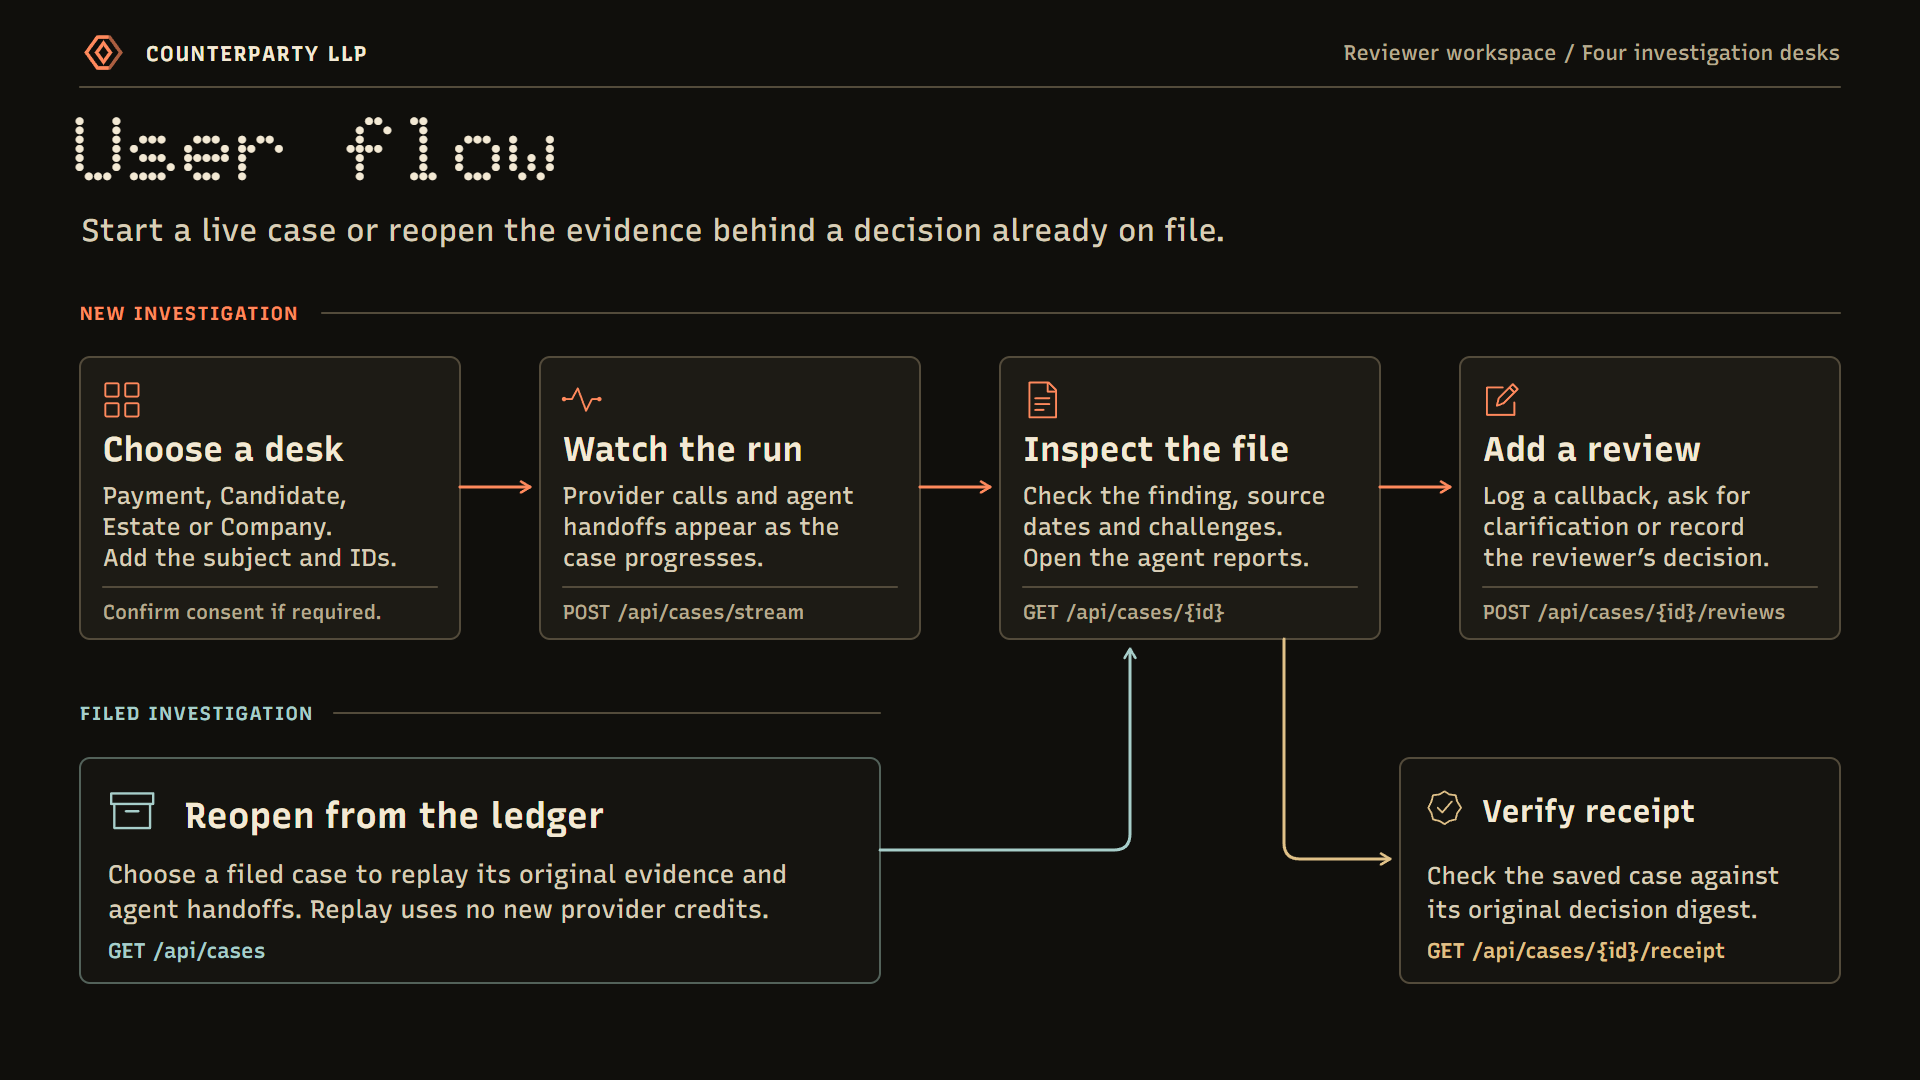 COUNTERPARTY LLP
Reviewer workspace / Four investigation desks
User flow
Start a live case or reopen the evidence behind a decision already on file.
NEW INVESTIGATION
Choose a desk
Payment, Candidate,
Estate or Company.
Add the subject and IDs.
Confirm consent if required.
Watch the run
Provider calls and agent
handoffs appear as the
case progresses.
POST /api/cases/stream
Inspect the file
Check the finding, source
dates and challenges.
Open the agent reports.
GET /api/cases/{id}
Add a review
Log a callback, ask for
clarification or record
the reviewer’s decision.
POST /api/cases/{id}/reviews
FILED INVESTIGATION
Reopen from the ledger
Choose a filed case to replay its original evidence and
agent handoffs. Replay uses no new provider credits.
GET /api/cases
Verify receipt
Check the saved case against
its original decision digest.
GET /api/cases/{id}/receipt